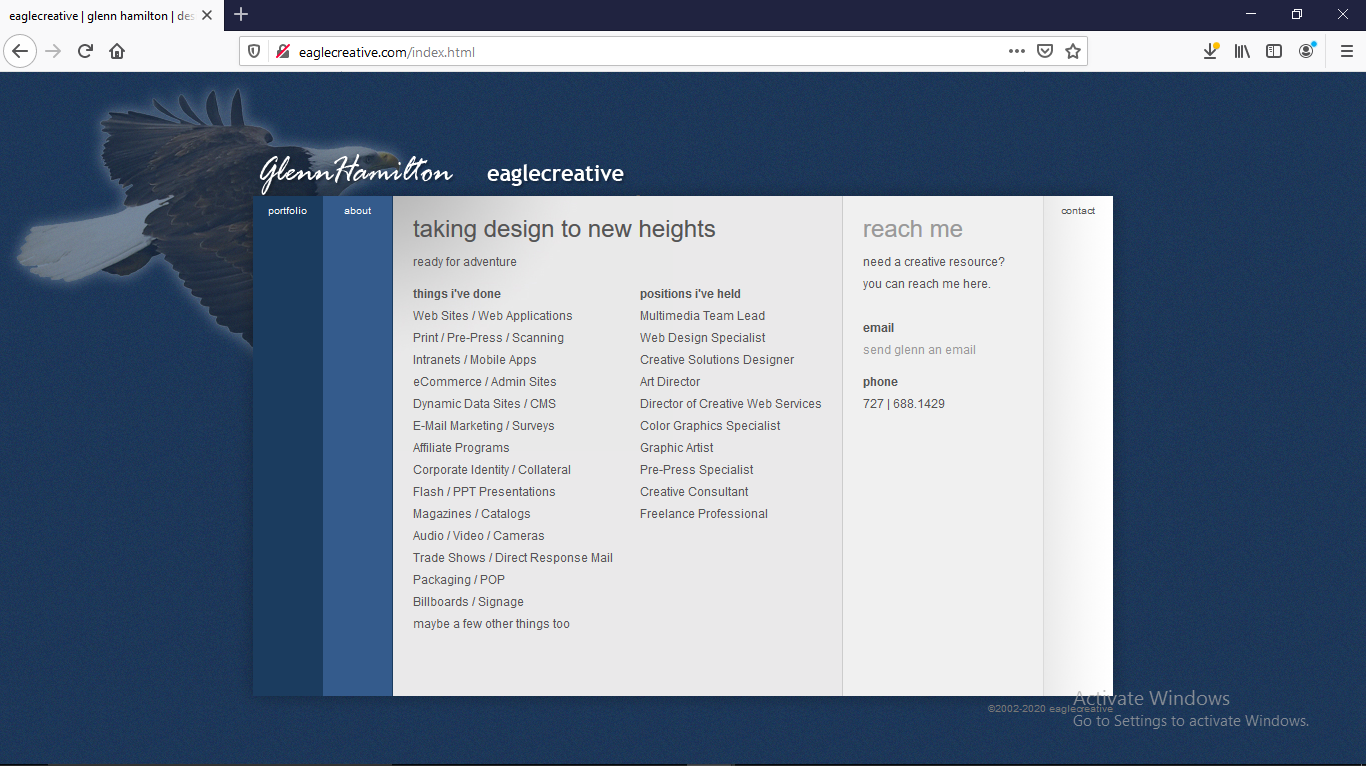 eaglecreative | glenn hamilton | des
eaglecreative.com/index.html
GlennHamilton
eaglecreative
portfolio
about
taking design to new heights
ready for adventure
things i've done
Web Sites / Web Applications
Print / Pre-Press / Scanning
Intranets / Mobile Apps
eCommerce / Admin Sites
Dynamic Data Sites / CMS
E-Mail Marketing / Surveys
Affiliate Programs
Corporate Identity / Collateral
Flash / PPT Presentations
Magazines / Catalogs
Audio / Video / Cameras
Trade Shows / Direct Response Mail
Packaging / POP
Billboards / Signage
maybe a few other things too
positions i've held
Multimedia Team Lead
Web Design Specialist
Creative Solutions Designer
Art Director
Director of Creative Web Services
Color Graphics Specialist
Graphic Artist
Pre-Press Specialist
Creative Consultant
Freelance Professional
reach me
need a creative resource?
you can reach me here.
email
send glenn an email
phone
727 | 688.1429
contact
©2002-2020 eaglecreative
Activate Windows
Go to Settings to activate Windows.